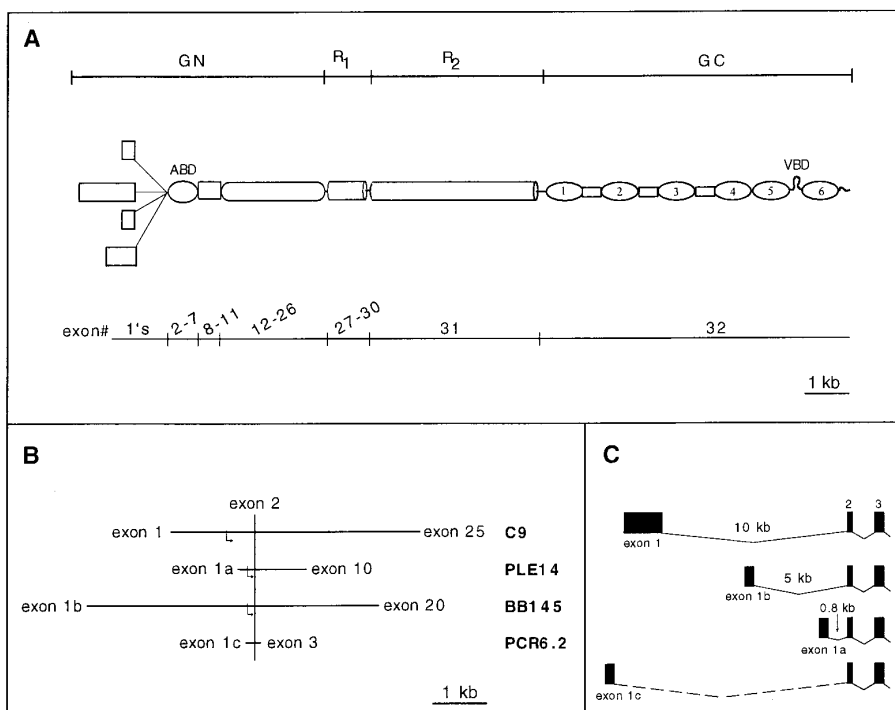 A
GN R1 R2 GC
ABD VBD
1 2 3 4 5 6
exon# 1's 2-7 8-11 12-26 27-30 31 32
1 kb
B
exon 2
exon 1 exon 25 C9
exon 1a exon 10 PLE14
exon 1b exon 20 BB145
exon 1c exon 3 PCR6.2
1 kb
C
2 3
10 kb
exon 1
5 kb
exon 1b
0.8 kb
exon 1a
exon 1c